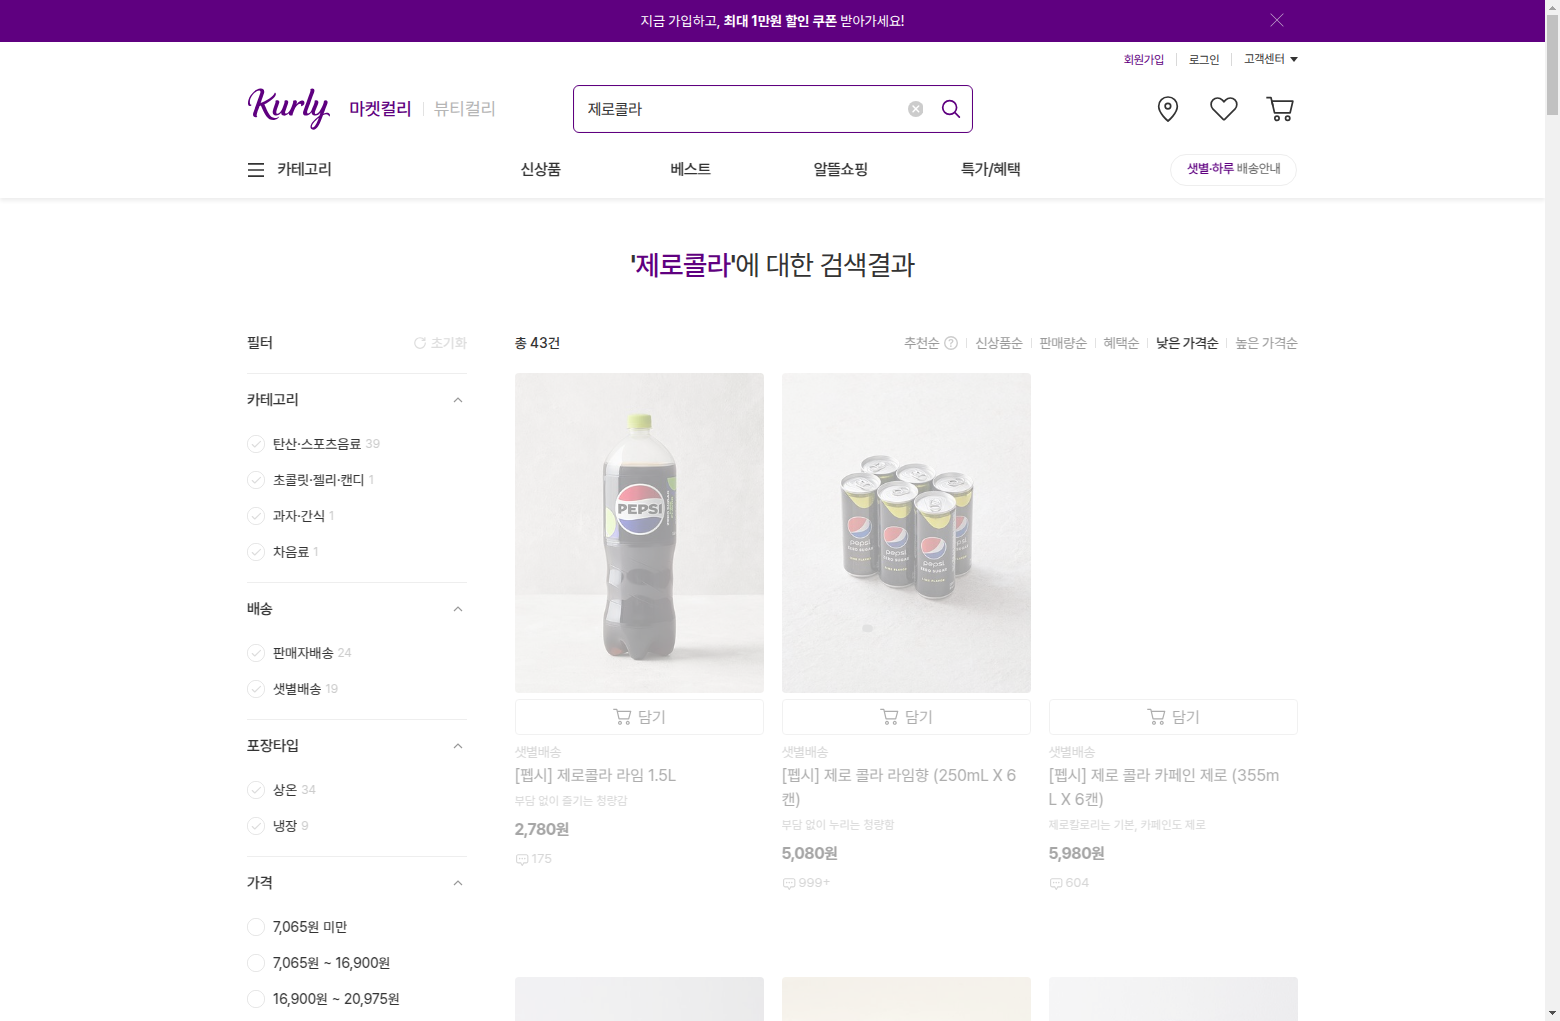 지금 가입하고, 최대 1만원 할인 쿠폰 받아가세요!
회원가입 로그인 고객센터
Kurly 마켓컬리 뷰티컬리
제로콜라
카테고리 신상품 베스트 알뜰쇼핑 특가/혜택 샛별·하루 배송안내
'제로콜라'에 대한 검색결과
필터 초기화
총 43건 추천순 ? 신상품순 판매량순 혜택순 낮은 가격순 높은 가격순
카테고리
탄산·스포츠음료 39
초콜릿·젤리·캔디 1
과자·간식 1
차음료 1
배송
판매자배송 24
샛별배송 19
포장타입
상온 34
냉장 9
가격
7,065원 미만
7,065원 ~ 16,900원
16,900원 ~ 20,975원
PEPSI
담기
샛별배송
[펩시] 제로콜라 라임 1.5L
부담 없이 즐기는 청량감
2,780원
175
pepsi
pepsi
pepsi
담기
샛별배송
[펩시] 제로 콜라 라임향 (250mL X 6
캔)
부담 없이 누리는 청량함
5,080원
999+
담기
샛별배송
[펩시] 제로 콜라 카페인 제로 (355m
L X 6캔)
제로칼로리는 기본, 카페인도 제로
5,980원
604